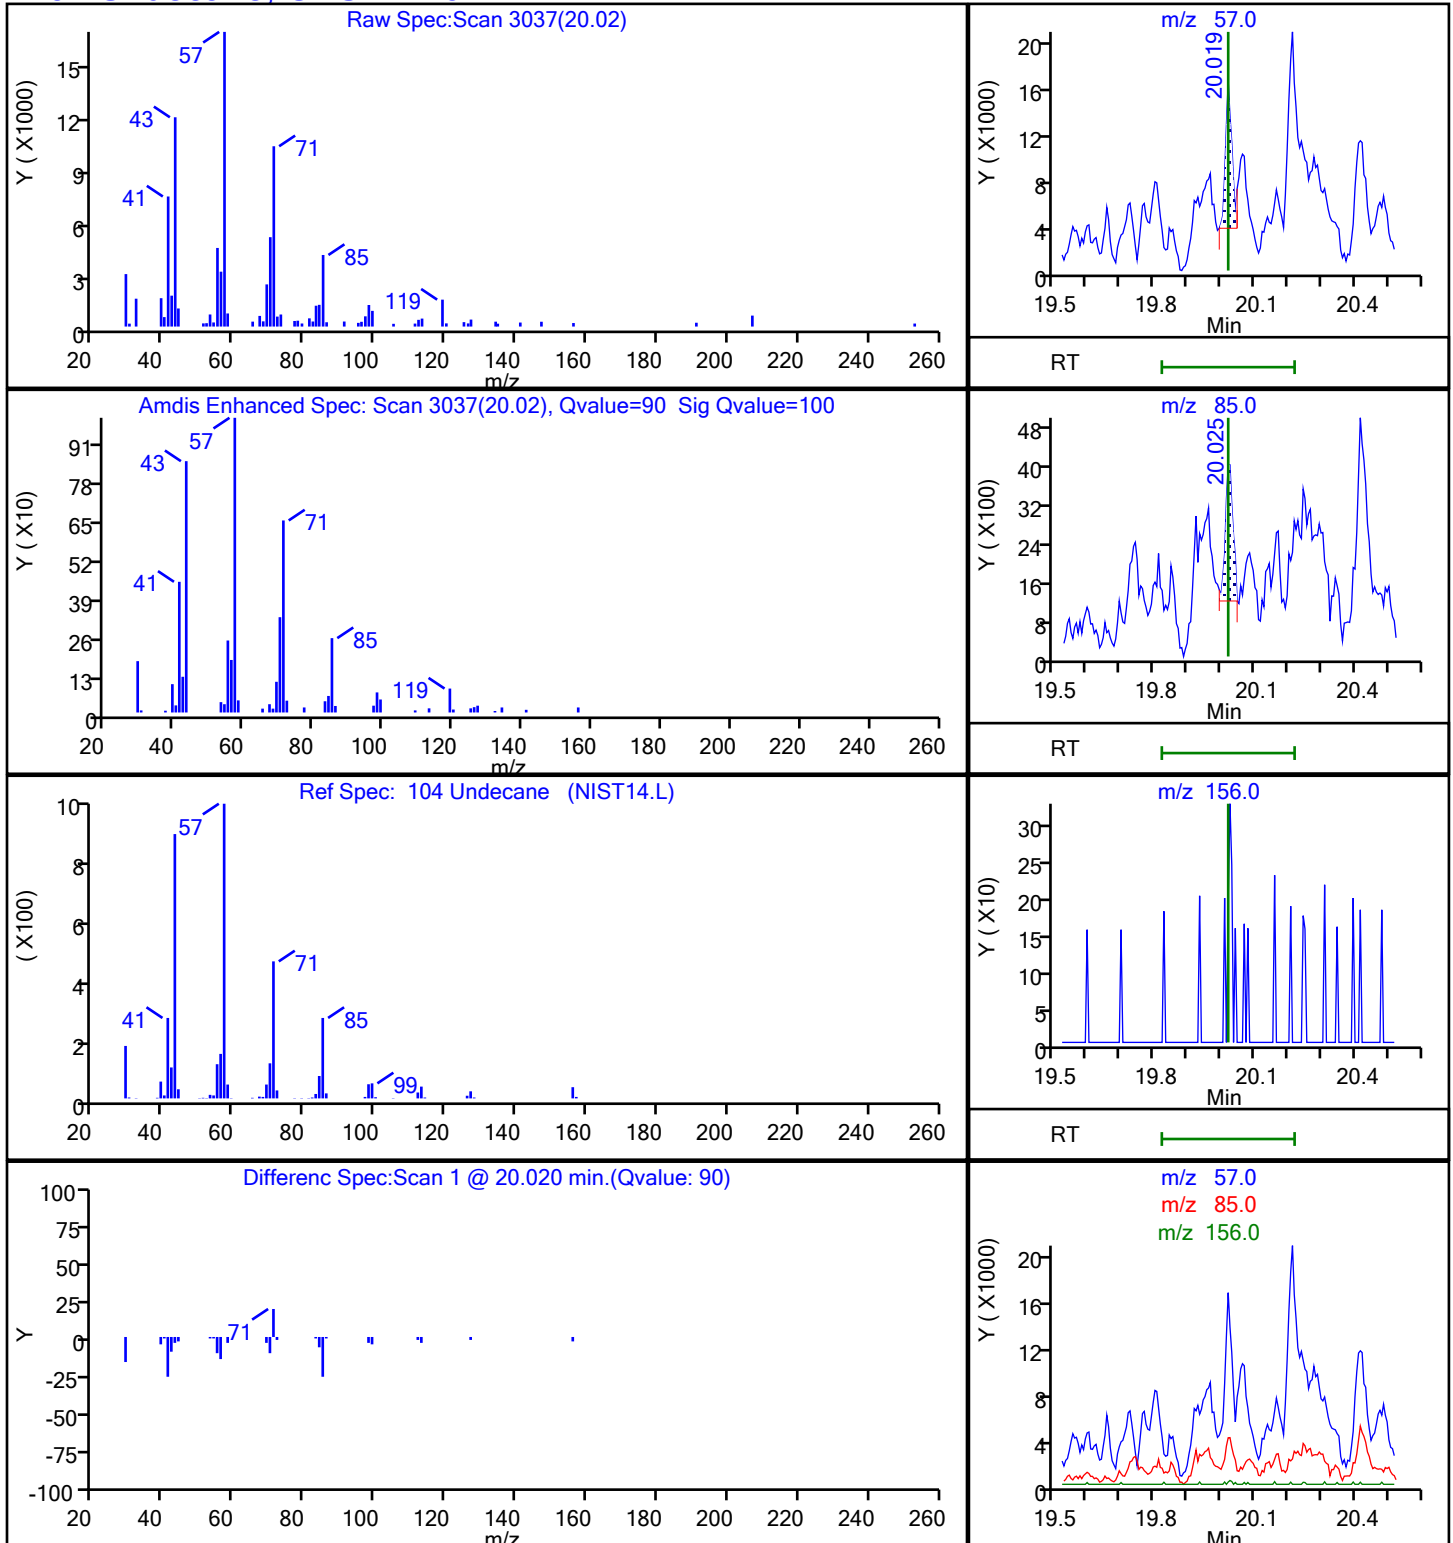 Raw Spec:Scan 3037(20.02)
Y ( X1000)
15
12
9
6
3
0
57
43
41
71
85
119
20 40 60 80 100 120 140 160 180 200 220 240 260
m/z
m/z 57.0
Y ( X1000)
20
16
12
8
4
0
20.019
19.5 19.8 20.1 20.4
Min
RT
Amdis Enhanced Spec: Scan 3037(20.02), Qvalue=90 Sig Qvalue=100
Y ( X10)
91
78
65
52
39
26
13
0
57
43
41
71
85
119
20 40 60 80 100 120 140 160 180 200 220 240 260
m/z
m/z 85.0
Y ( X100)
48
40
32
24
16
8
0
20.025
19.5 19.8 20.1 20.4
Min
RT
Ref Spec: 104 Undecane (NIST14.L)
( X100)
10
8
6
4
2
0
57
41
71
85
99
20 40 60 80 100 120 140 160 180 200 220 240 260
m/z 156.0
Y ( X10)
30
25
20
15
10
5
0
19.5 19.8 20.1 20.4
Min
RT
Differenc Spec:Scan 1 @ 20.020 min.(Qvalue: 90)
Y
100
75
50
25
0
-25
-50
-75
-100
71
20 40 60 80 100 120 140 160 180 200 220 240 260
m/z
m/z 57.0
m/z 85.0
m/z 156.0
Y ( X1000)
20
16
12
8
4
0
19.5 19.8 20.1 20.4
Min